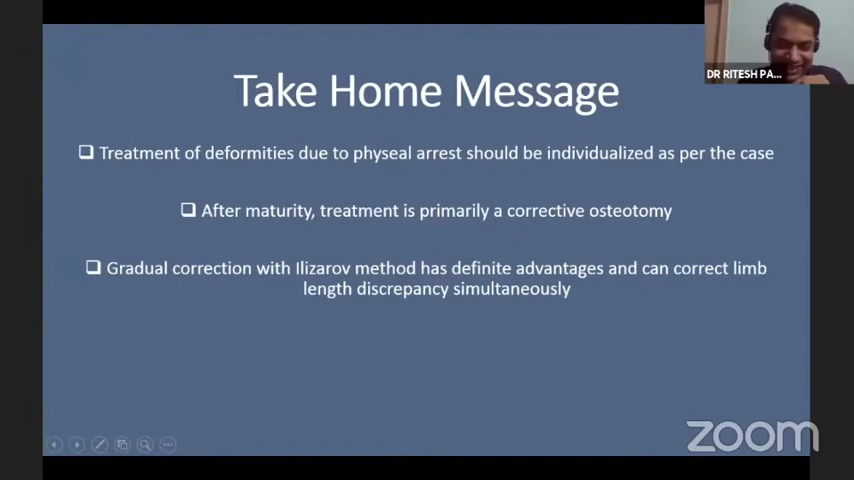 DR RITESH PA...
Take Home Message
❑ Treatment of deformities due to physeal arrest should be individualized as per the case
❑ After maturity, treatment is primarily a corrective osteotomy
❑ Gradual correction with Ilizarov method has definite advantages and can correct limb
length discrepancy simultaneously
zoom